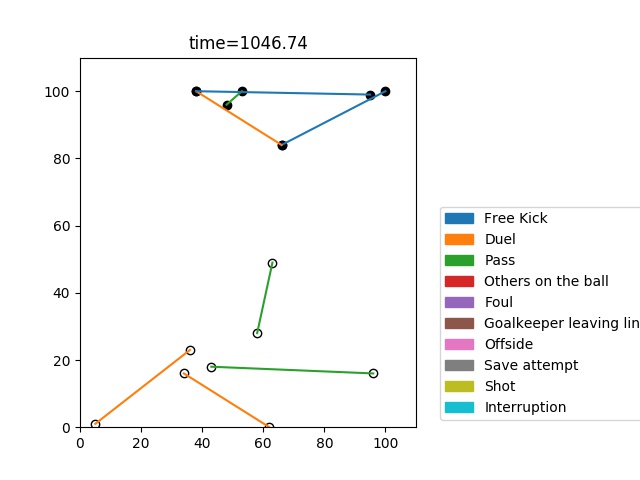 time=1046.74
100
80
60
40
20
0
0 20 40 60 80 100
Free Kick
Duel
Pass
Others on the ball
Foul
Goalkeeper leaving lin
Offside
Save attempt
Shot
Interruption